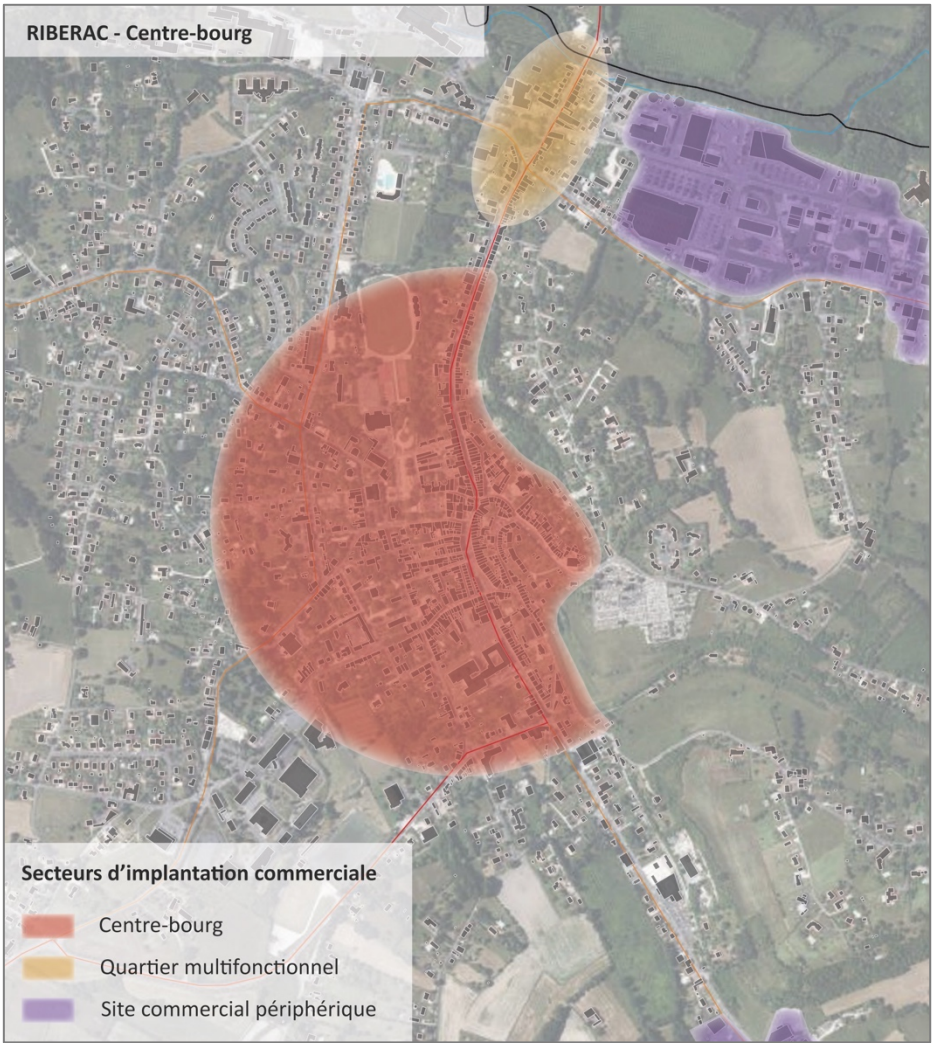 RIBERAC - Centre-bourg
Secteurs d'implantation commerciale
Centre-bourg
Quartier multifonctionnel
Site commercial périphérique